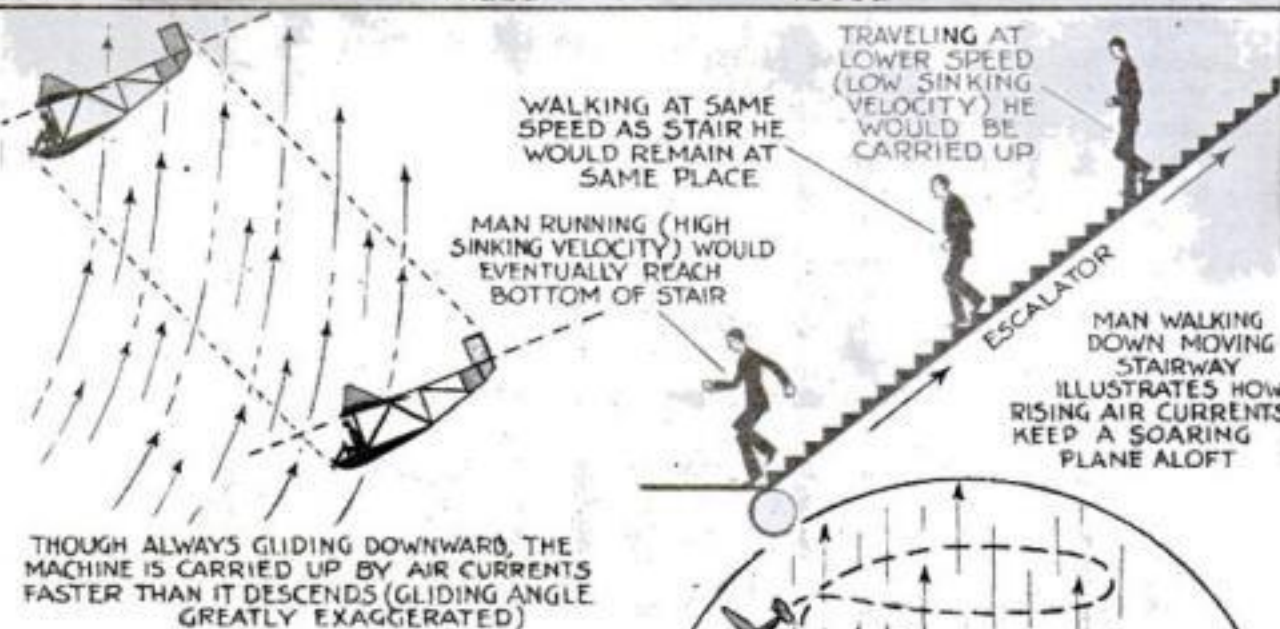 TRAVELING AT
LOWER SPEED
(LOW SINKING
VELOCITY) HE
WOULD BE
CARRIED UP.
WALKING AT SAME
SPEED AS STAIR HE
WOULD REMAIN AT
SAME PLACE
MAN RUNNING (HIGH
SINKING VELOCITY) WOULD
EVENTUALLY REACH
BOTTOM OF STAIR
ESCALATOR
MAN WALKING
DOWN MOVING
STAIRWAY
ILLUSTRATES HOW
RISING AIR CURRENTS
KEEP A SOARING
PLANE ALOFT
THOUGH ALWAYS GLIDING DOWNWARD, THE
MACHINE IS CARRIED UP BY AIR CURRENTS
FASTER THAN IT DESCENDS (GLIDING ANGLE
GREATLY EXAGGERATED)